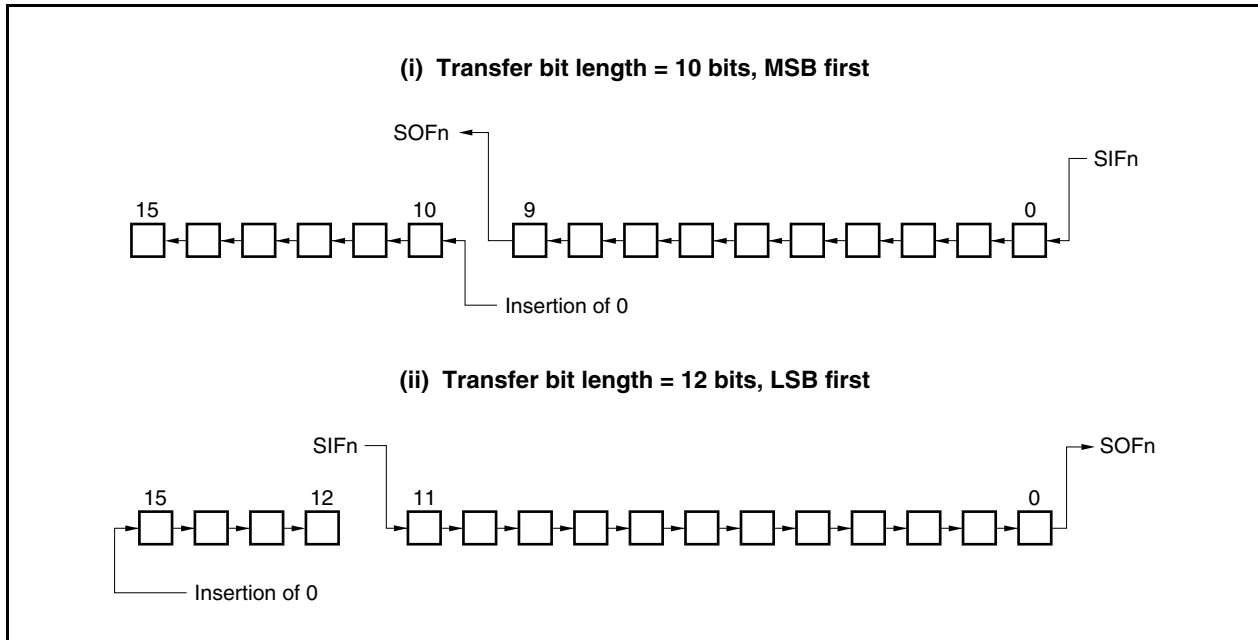 (i) Transfer bit length = 10 bits, MSB first
SOFn
SIFn
15
10
9
0
Insertion of 0
(ii) Transfer bit length = 12 bits, LSB first
SIFn
SOFn
15
12
11
0
Insertion of 0